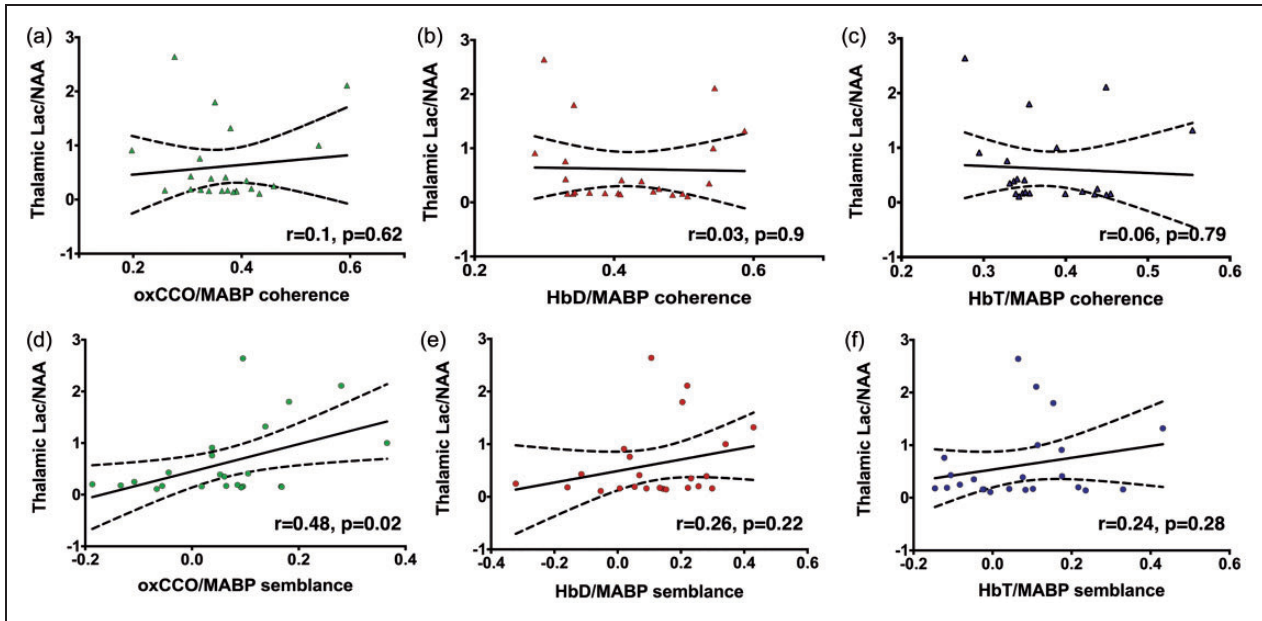 (a)
3
2
1
0
-1
Thalamic Lac/NAA
r=0.1, p=0.62
0.2 0.4 0.6
oxCCO/MABP coherence
(b)
3
2
1
0
-1
Thalamic Lac/NAA
r=0.03, p=0.9
0.2 0.4 0.6
HbD/MABP coherence
(c)
3
2
1
0
-1
Thalamic Lac/NAA
r=0.06, p=0.79
0.2 0.3 0.4 0.5 0.6
HbT/MABP coherence
(d)
3
2
1
0
-1
Thalamic Lac/NAA
r=0.48, p=0.02
-0.2 0.0 0.2 0.4
oxCCO/MABP semblance
(e)
3
2
1
0
-1
Thalamic Lac/NAA
r=0.26, p=0.22
-0.4 -0.2 0.0 0.2 0.4 0.6
HbD/MABP semblance
(f)
3
2
1
0
-1
Thalamic Lac/NAA
r=0.24, p=0.28
-0.2 0.0 0.2 0.4 0.6
HbT/MABP semblance